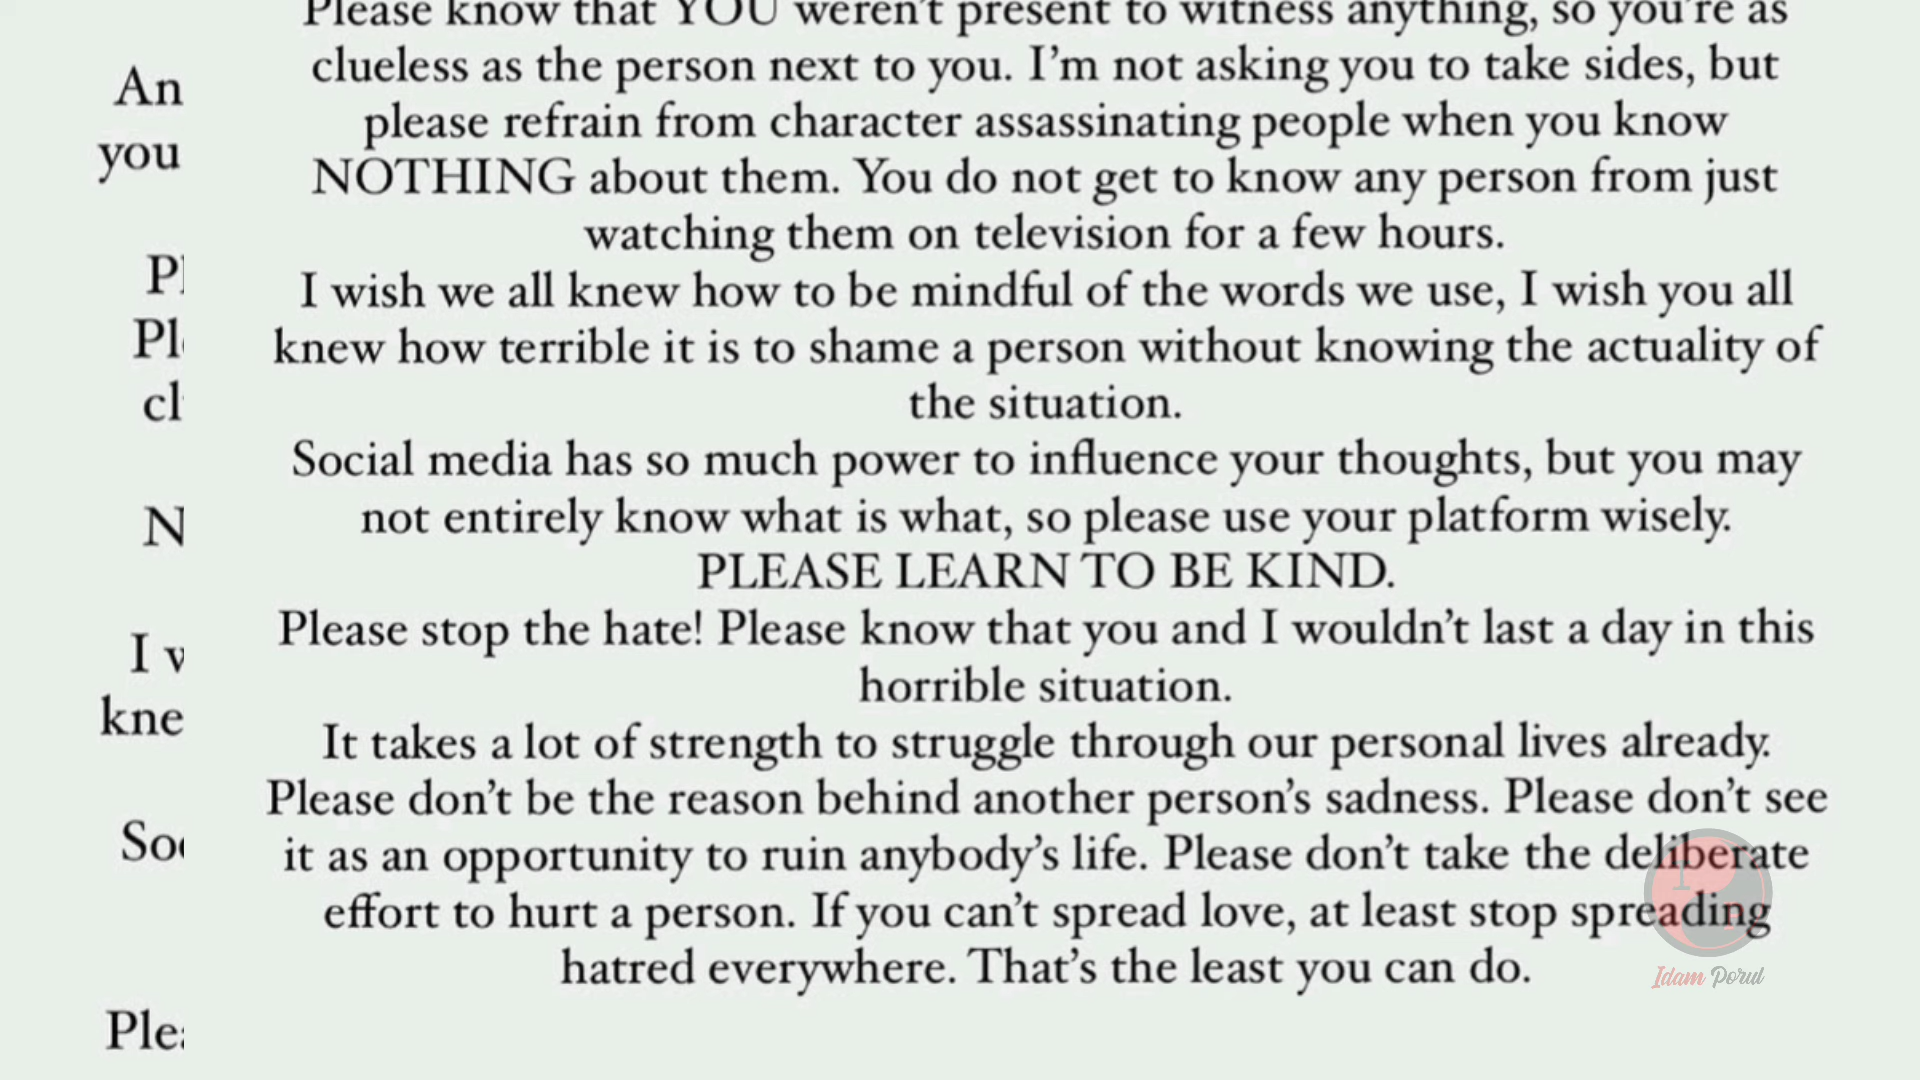 Please know that YOU weren't present to witness anything, so you're as
clueless as the person next to you. I'm not asking you to take sides, but
please refrain from character assassinating people when you know
NOTHING about them. You do not get to know any person from just
watching them on television for a few hours.
I wish we all knew how to be mindful of the words we use, I wish you all
knew how terrible it is to shame a person without knowing the actuality of
the situation.
Social media has so much power to influence your thoughts, but you may
not entirely know what is what, so please use your platform wisely.
PLEASE LEARN TO BE KIND.
Please stop the hate! Please know that you and I wouldn't last a day in this
horrible situation.
It takes a lot of strength to struggle through our personal lives already.
Please don't be the reason behind another person's sadness. Please don't see
it as an opportunity to ruin anybody's life. Please don't take the deliberate
effort to hurt a person. If you can't spread love, at least stop spreading
hatred everywhere. That's the least you can do.
An
you
kne
Idam Porul